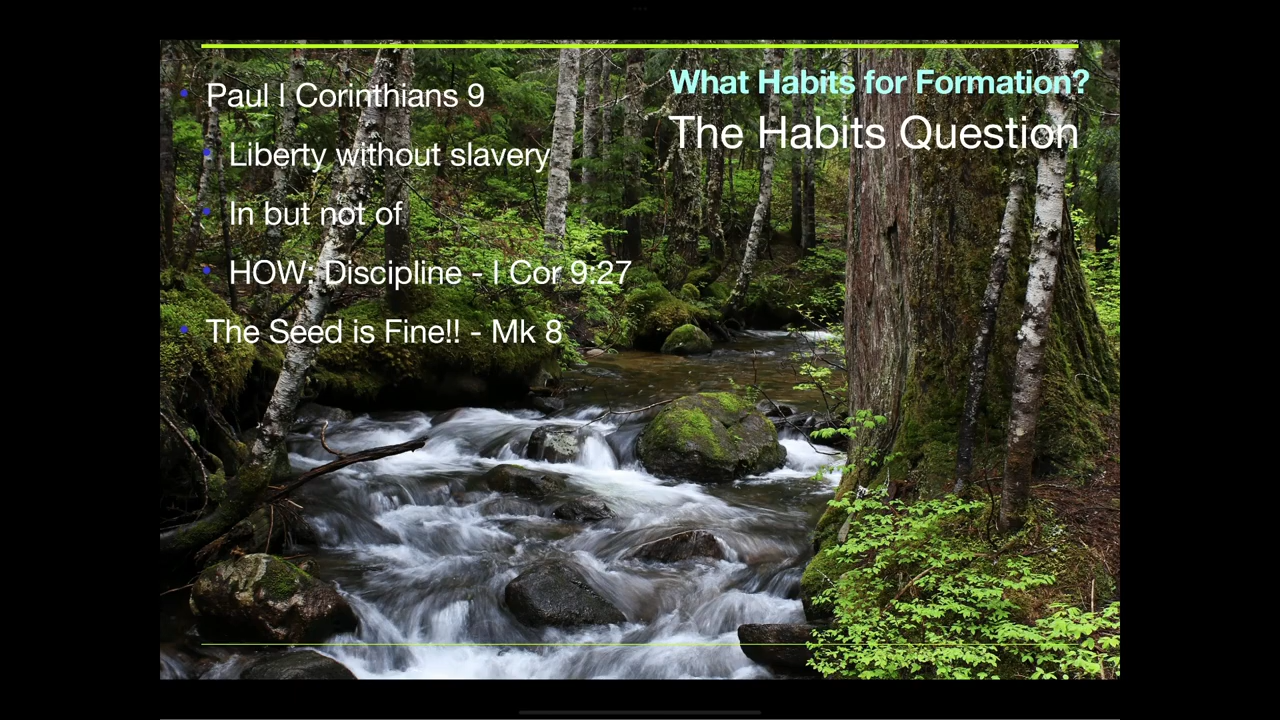 What Habits for Formation?
The Habits Question
• Paul I Corinthians 9
• Liberty without slavery
• In but not of
• HOW: Discipline - I Cor 9:27
• The Seed is Fine!! - Mk 8